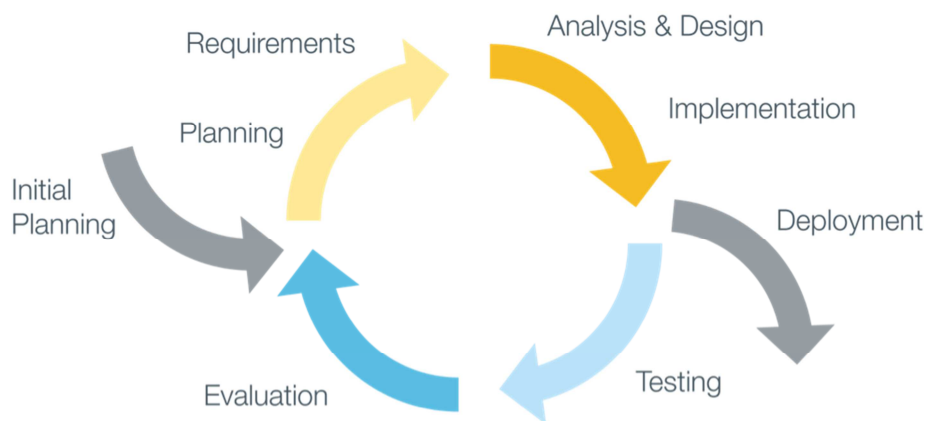 Analysis & Design
Requirements
Implementation
Planning
Initial
Planning
Deployment
Testing
Evaluation